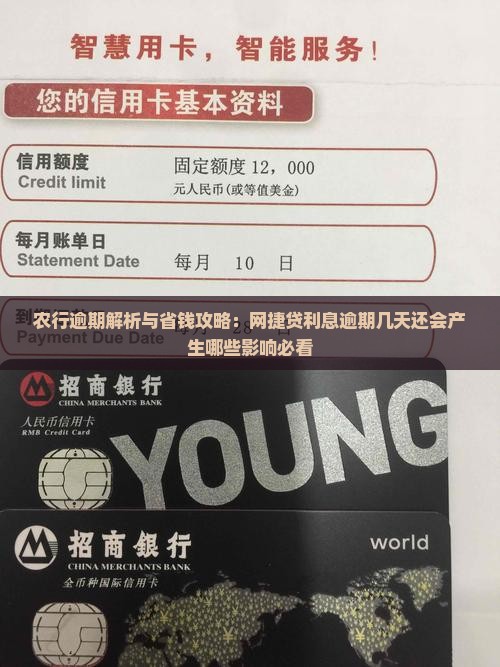 智慧用卡，智能服务！
您的信用卡基本资料
信用额度
Credit limit
固定额度 12，000
元人民币(或等值美金)
每月账单日
Statement Date
每月 10 日
到期
Payment Due Date
28
农行逾期解析与省钱攻略：网捷贷利息逾期几天还会产
生哪些影响必看
招商银行
CHINA MERCHANTS BANK
人民币信用卡
RMB Credit Card
YOUNG
招商银行
CHINA MERCHANTS BANK
全币种国际信用卡
world